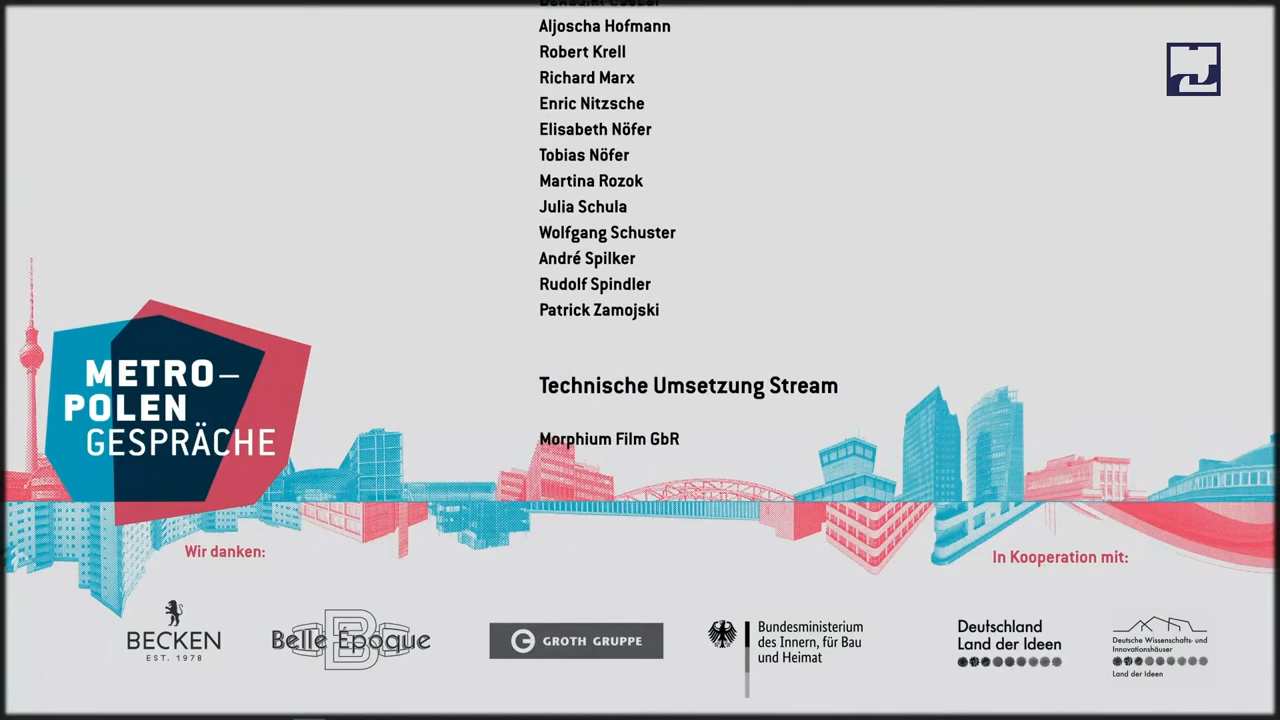 Aljoscha Hofmann
Robert Krell
Richard Marx
Enric Nitzsche
Elisabeth Nöfer
Tobias Nöfer
Martina Rozok
Julia Schula
Wolfgang Schuster
André Spilker
Rudolf Spindler
Patrick Zamojski
Technische Umsetzung Stream
Morphium Film GbR
METRO–
POLEN
GESPRÄCHE
Wir danken:
In Kooperation mit:
BECKEN
EST. 1978
Belle Epoque
B
G GROTH GRUPPE
Bundesministerium
des Innern, für Bau
und Heimat
Deutschland
Land der Ideen
Deutsche Wissenschafts- und
Innovationshäuser
Land der Ideen